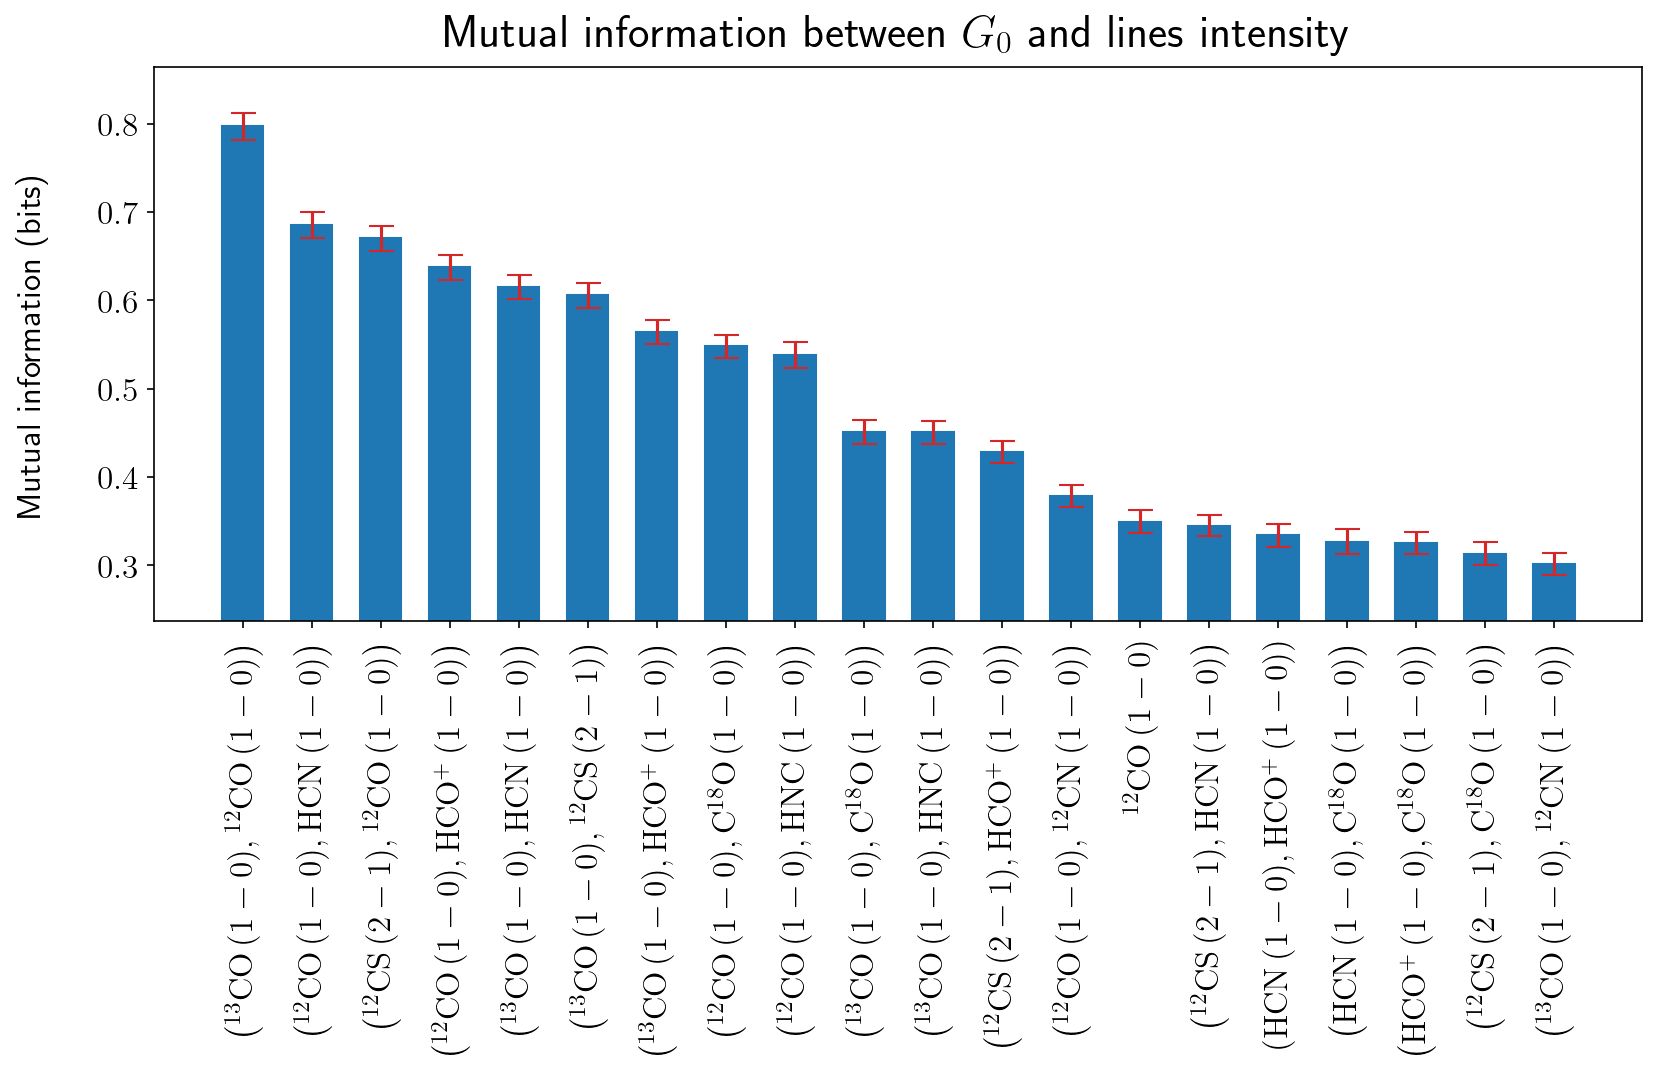 Mutual information between G₀ and lines intensity
Mutual information (bits)
0.8
0.7
0.6
0.5
0.4
0.3
(¹³CO (1 − 0), ¹²CO (1 − 0))
(¹²CO (1 − 0), HCN (1 − 0))
(¹²CS (2 − 1), ¹²CO (1 − 0))
(¹²CO (1 − 0), HCO⁺ (1 − 0))
(¹³CO (1 − 0), HCN (1 − 0))
(¹³CO (1 − 0), ¹²CS (2 − 1))
(¹³CO (1 − 0), HCO⁺ (1 − 0))
(¹²CO (1 − 0), C¹⁸O (1 − 0))
(¹²CO (1 − 0), HNC (1 − 0))
(¹³CO (1 − 0), C¹⁸O (1 − 0))
(¹³CO (1 − 0), HNC (1 − 0))
(¹²CS (2 − 1), HCO⁺ (1 − 0))
(¹²CO (1 − 0), ¹²CN (1 − 0))
¹²CO (1 − 0)
(¹²CS (2 − 1), HCN (1 − 0))
(HCN (1 − 0), HCO⁺ (1 − 0))
(HCN (1 − 0), C¹⁸O (1 − 0))
(HCO⁺ (1 − 0), C¹⁸O (1 − 0))
(¹²CS (2 − 1), C¹⁸O (1 − 0))
(¹³CO (1 − 0), ¹²CN (1 − 0))